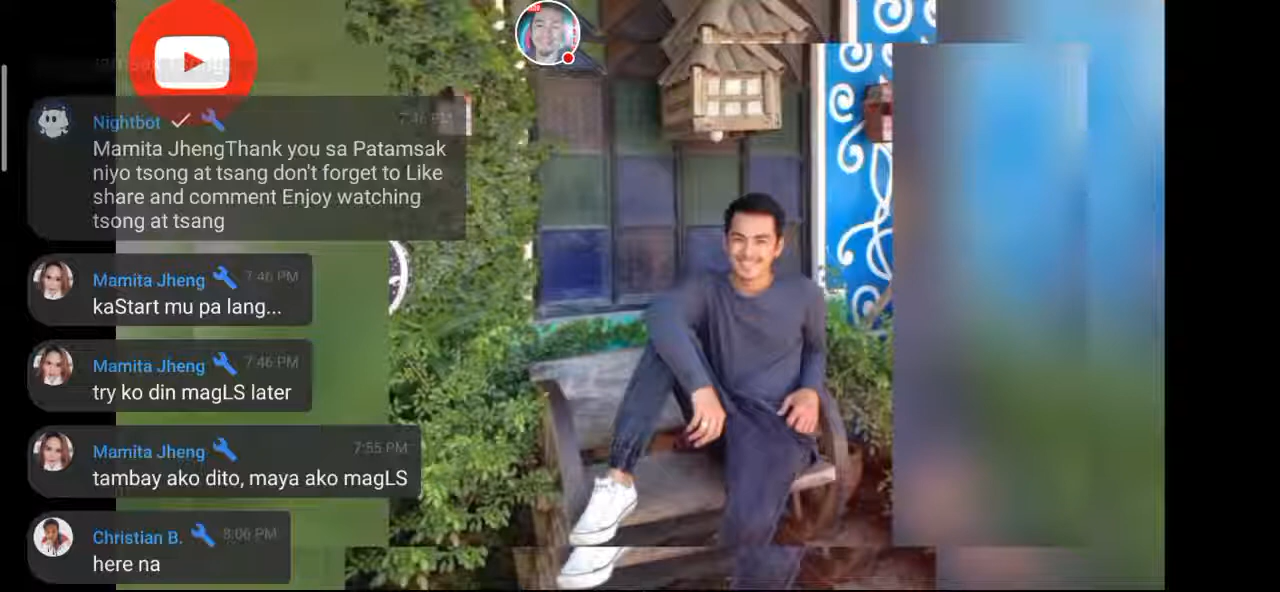 Nightbot 7:46 PM
Mamita JhengThank you sa Patamsak
niyo tsong at tsang don't forget to Like
share and comment Enjoy watching
tsong at tsang
Mamita Jheng 7:46 PM
kaStart mu pa lang...
Mamita Jheng 7:46 PM
try ko din magLS later
Mamita Jheng 7:55 PM
tambay ako dito, maya ako magLS
Christian B. 8:06 PM
here na